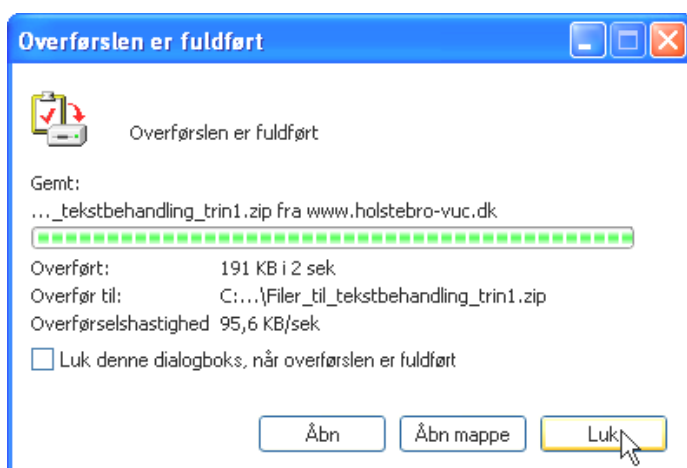 Overførslen er fuldført
Overførslen er fuldført
Gemt:
..._tekstbehandling_trin1.zip fra www.holstebro-vuc.dk
Overført: 191 KB i 2 sek
Overfør til: C:...\Filer_til_tekstbehandling_trin1.zip
Overførselshastighed 95,6 KB/sek
Luk denne dialogboks, når overførslen er fuldført
Åbn Åbn mappe Luk